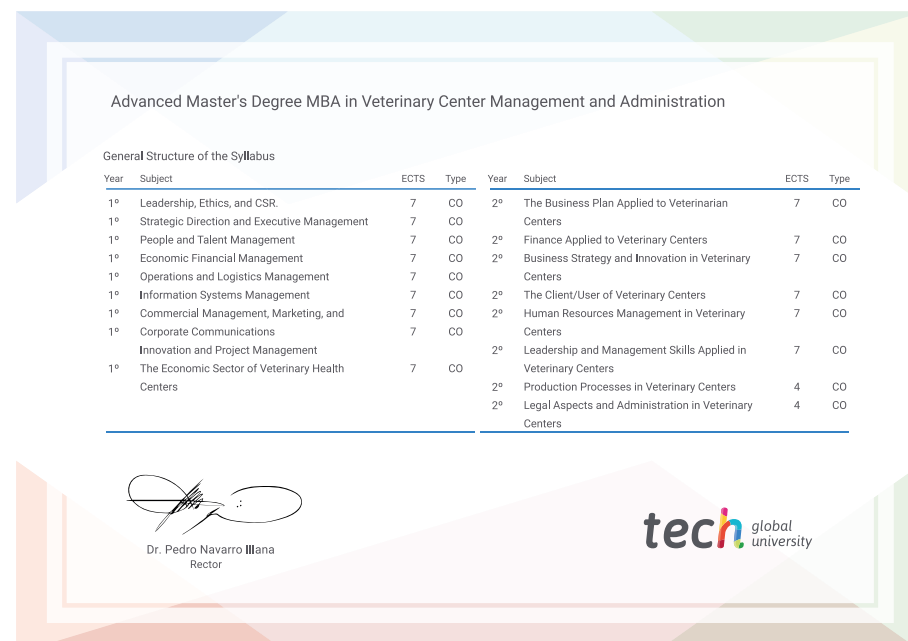 Advanced Master's Degree MBA in Veterinary Center Management and Administration
General Structure of the Syllabus
Year Subject ECTS Type
1º Leadership, Ethics, and CSR. 7 CO
1º Strategic Direction and Executive Management 7 CO
1º People and Talent Management 7 CO
1º Economic Financial Management 7 CO
1º Operations and Logistics Management 7 CO
1º Information Systems Management 7 CO
1º Commercial Management, Marketing, and 7 CO
1º Corporate Communications 7 CO
Innovation and Project Management
1º The Economic Sector of Veterinary Health 7 CO
Centers
Year Subject ECTS Type
2º The Business Plan Applied to Veterinarian 7 CO
Centers
2º Finance Applied to Veterinary Centers 7 CO
2º Business Strategy and Innovation in Veterinary 7 CO
Centers
2º The Client/User of Veterinary Centers 7 CO
2º Human Resources Management in Veterinary 7 CO
Centers
2º Leadership and Management Skills Applied in 7 CO
Veterinary Centers
2º Production Processes in Veterinary Centers 4 CO
2º Legal Aspects and Administration in Veterinary 4 CO
Centers
Dr. Pedro Navarro Illana
Rector
tech global
university